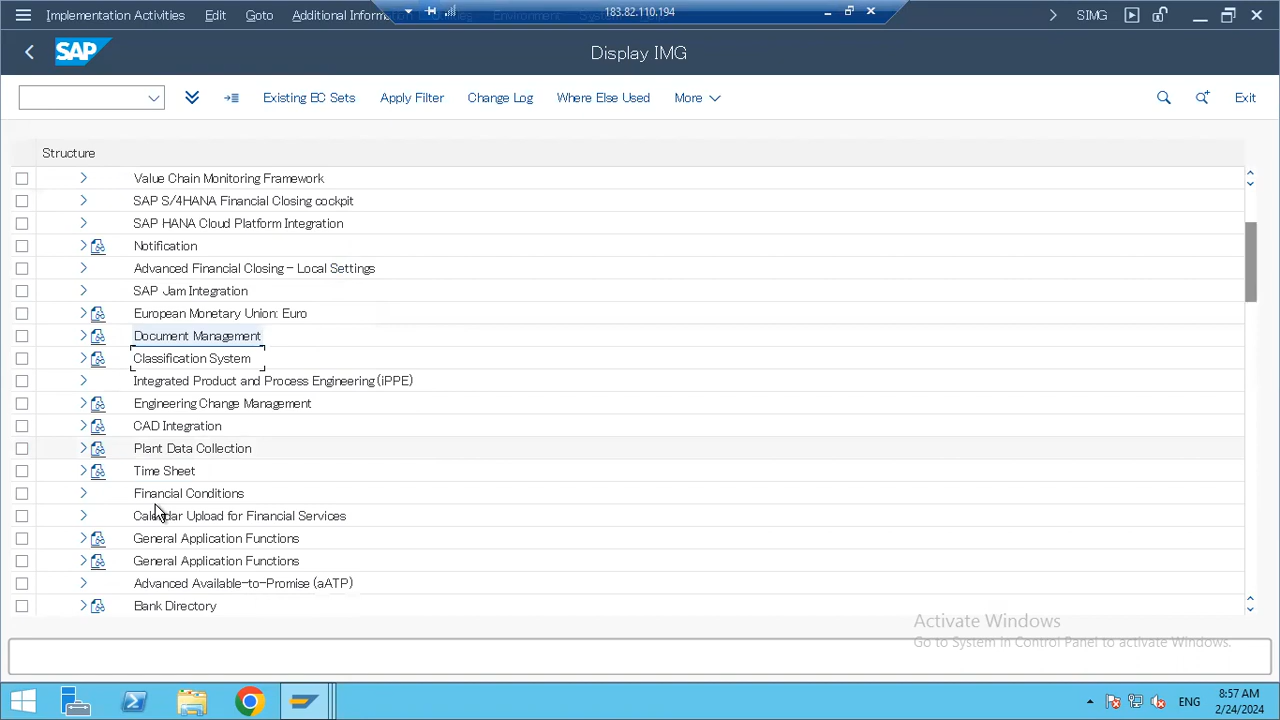 Implementation Activities Edit Goto Additional Information 183.82.110.194 SIMG
SAP Display IMG
Existing BC Sets Apply Filter Change Log Where Else Used More Exit
Structure
Value Chain Monitoring Framework
SAP S/4HANA Financial Closing cockpit
SAP HANA Cloud Platform Integration
Notification
Advanced Financial Closing - Local Settings
SAP Jam Integration
European Monetary Union: Euro
Document Management
Classification System
Integrated Product and Process Engineering (iPPE)
Engineering Change Management
CAD Integration
Plant Data Collection
Time Sheet
Financial Conditions
Calendar Upload for Financial Services
General Application Functions
General Application Functions
Advanced Available-to-Promise (aATP)
Bank Directory
Activate Windows
Go to System in Control Panel to activate Windows.
ENG
8:57 AM
2/24/2024